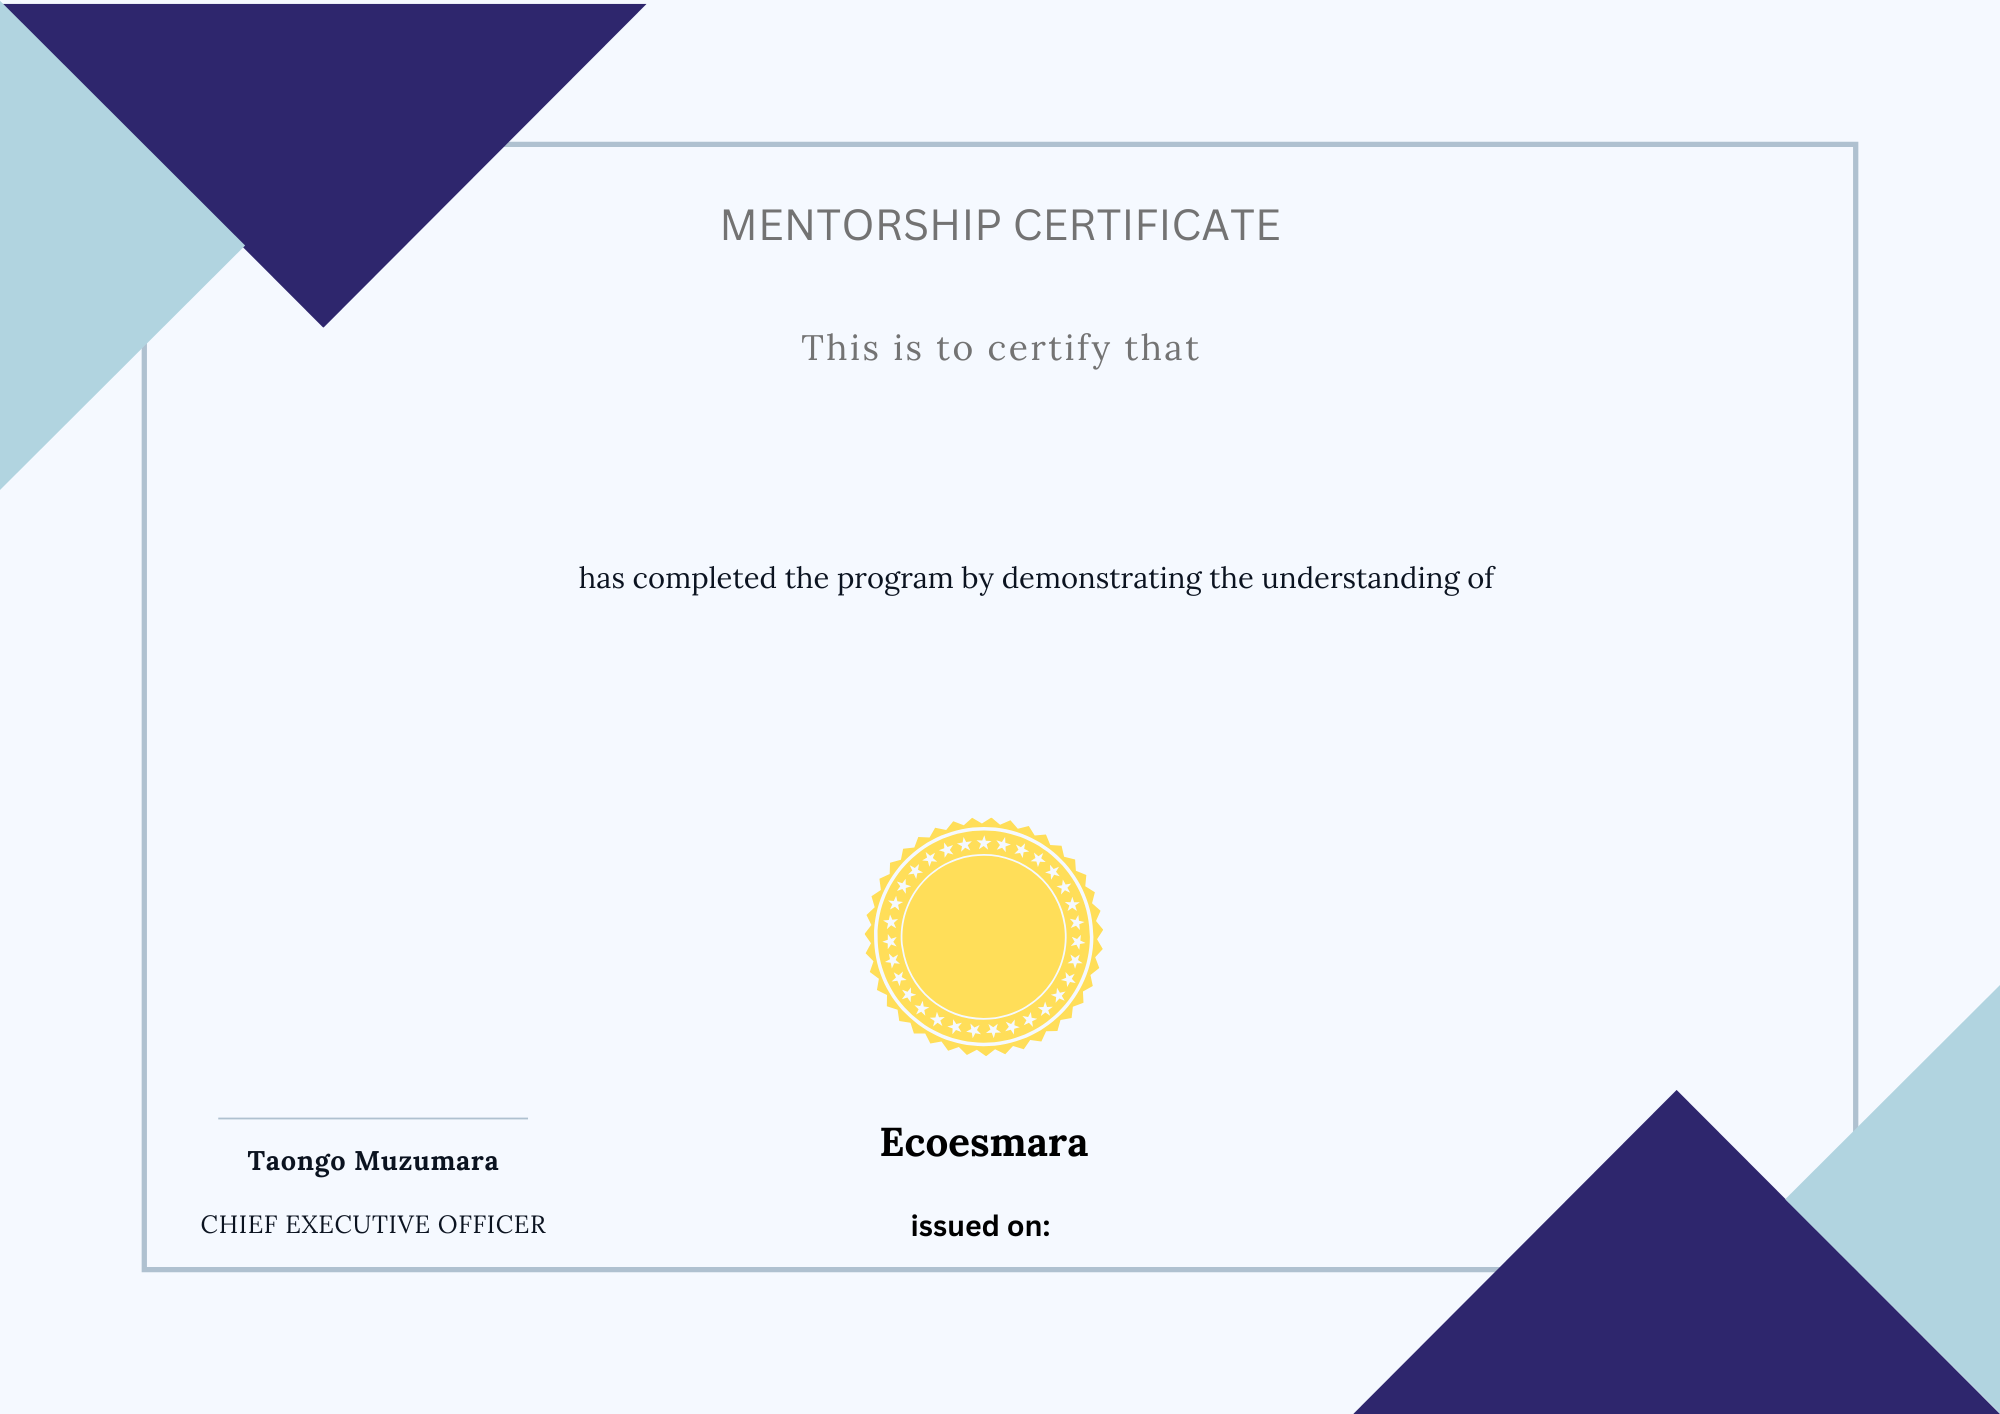 MENTORSHIP CERTIFICATE
This is to certify that
has completed the program by demonstrating the understanding of
Taongo Muzumara
CHIEF EXECUTIVE OFFICER
Ecoesmara
issued on: